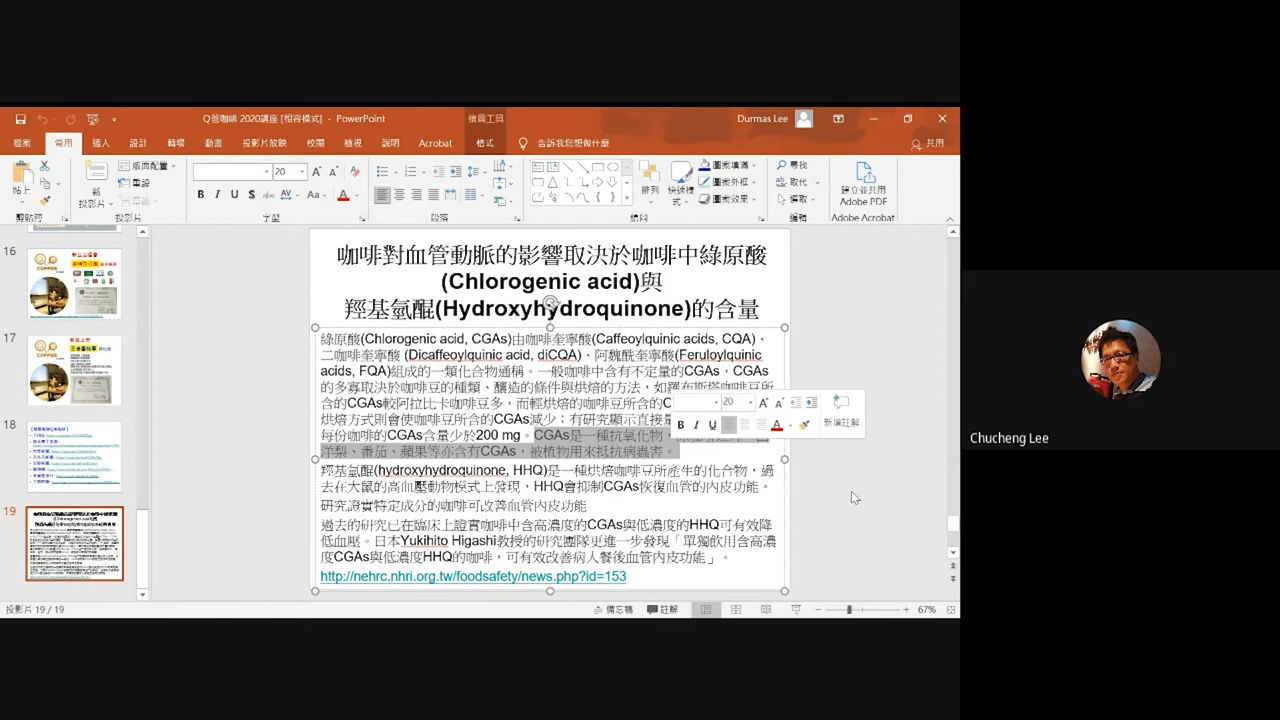 Q爸咖啡 2020講座 [相容模式] - PowerPoint
繪圖工具
Durmas Lee
檔案 常用 插入 設計 轉場 動畫 投影片放映 校閱 檢視 說明 Acrobat 格式 告訴我您想做什麼 共用
貼上
新投影片
版面配置
重設
20
排列
快速樣式
圖案填滿
圖案外框
圖案效果
尋找
取代
選取
建立並共用 Adobe PDF
剪貼簿 投影片 字型 段落 繪圖 編輯 Adobe Acrobat
16
17
18
19
咖啡對血管動脈的影響取決於咖啡中綠原酸
(Chlorogenic acid)與
羥基氫醌(Hydroxyhydroquinone)的含量
綠原酸(Chlorogenic acid, CGAs)由咖啡奎寧酸(Caffeoylquinic acids, CQA)、
二咖啡奎寧酸 (Dicaffeoylquinic acid, diCQA)、阿魏酰奎寧酸(Feruloylquinic
acids, FQA)組成的一類化合物通稱。一般咖啡中含有不定量的CGAs，CGAs
的多寡取決於咖啡豆的種類、釀造的條件與烘焙的方法，如羅布斯塔咖啡豆所
含的CGAs較阿拉比卡咖啡豆多，而輕烘焙的咖啡豆所含的C
烘焙方式則會使咖啡豆所含的CGAs減少；有研究顯示直接
每份咖啡的CGAs含量少於200 mg。CGAs是一種抗氧化物
洋梨、番茄、蘋果等亦含有CGAs，被植物用來抵抗病蟲害。
羥基氫醌(hydroxyhydroquinone, HHQ)是一種烘焙咖啡豆所產生的化合物，過
去在大鼠的高血壓動物模式上發現，HHQ會抑制CGAs恢復血管的內皮功能。
研究證實特定成分的咖啡可改善血管內皮功能
過去的研究已在臨床上證實咖啡中含高濃度的CGAs與低濃度的HHQ可有效降
低血壓。日本Yukihito Higashi教授的研究團隊更進一步發現「單獨飲用含高濃
度CGAs與低濃度HHQ的咖啡，可有效改善病人餐後血管內皮功能」
http://nehrc.nhri.org.tw/foodsafety/news.php?id=153
20
新增註解
投影片 19 / 19
備忘稿 註解
67%
Chucheng Lee